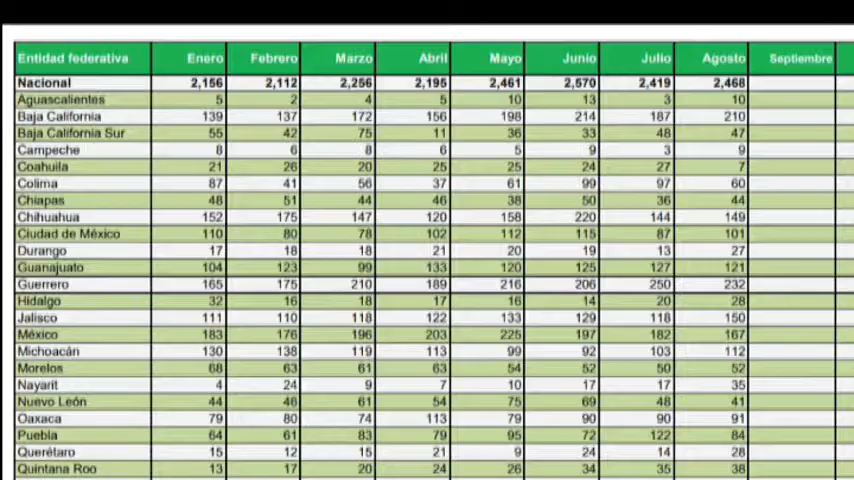 Entidad federativa Enero Febrero Marzo Abril Mayo Junio Julio Agosto Septiembre
Nacional 2,156 2,112 2,256 2,195 2,461 2,570 2,419 2,468
Aguascalientes 5 2 4 5 10 13 3 10
Baja California 139 137 172 156 198 214 187 210
Baja California Sur 55 42 75 11 36 33 48 47
Campeche 8 6 8 6 5 9 3 9
Coahuila 21 26 20 25 25 24 27 7
Colima 87 41 56 37 61 99 97 60
Chiapas 48 51 44 46 38 50 36 44
Chihuahua 152 175 147 120 158 220 144 149
Ciudad de México 110 80 78 102 112 115 87 101
Durango 17 18 18 21 20 19 13 27
Guanajuato 104 123 99 133 120 125 127 121
Guerrero 165 175 210 189 216 206 250 232
Hidalgo 32 16 18 17 16 14 20 28
Jalisco 111 110 118 122 133 129 118 150
México 183 176 196 203 225 197 182 167
Michoacán 130 138 119 113 99 92 103 112
Morelos 68 63 61 63 54 52 50 52
Nayarit 4 24 9 7 10 17 17 35
Nuevo León 44 46 61 54 75 69 48 41
Oaxaca 79 80 74 113 79 90 90 91
Puebla 64 61 83 79 95 72 122 84
Querétaro 15 12 15 21 9 24 14 28
Quintana Roo 13 17 20 24 26 34 35 38